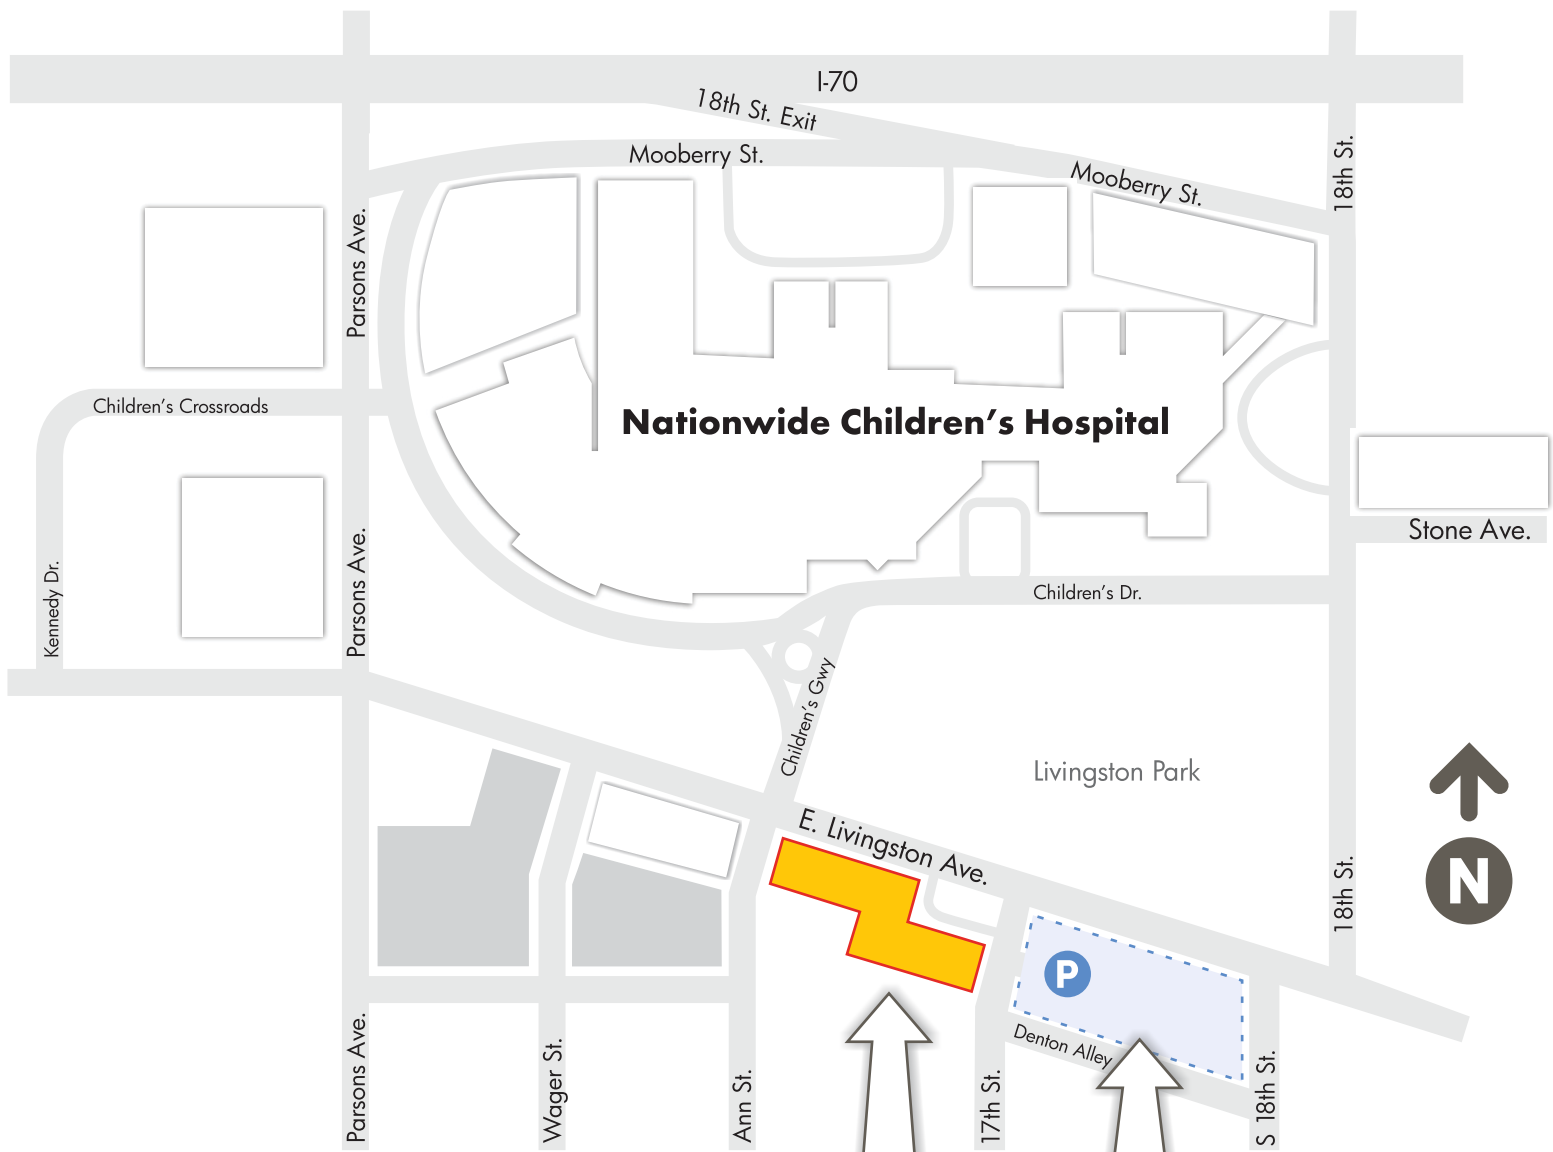 I-70
18th St. Exit
Mooberry St.
Mooberry St.
18th St.
Parsons Ave.
Children's Crossroads
Nationwide Children's Hospital
Stone Ave.
Kennedy Dr.
Parsons Ave.
Children's Dr.
Children's Gwy
Livingston Park
E. Livingston Ave.
18th St.
N
P
Denton Alley
Parsons Ave.
Wager St.
Ann St.
17th St.
S 18th St.